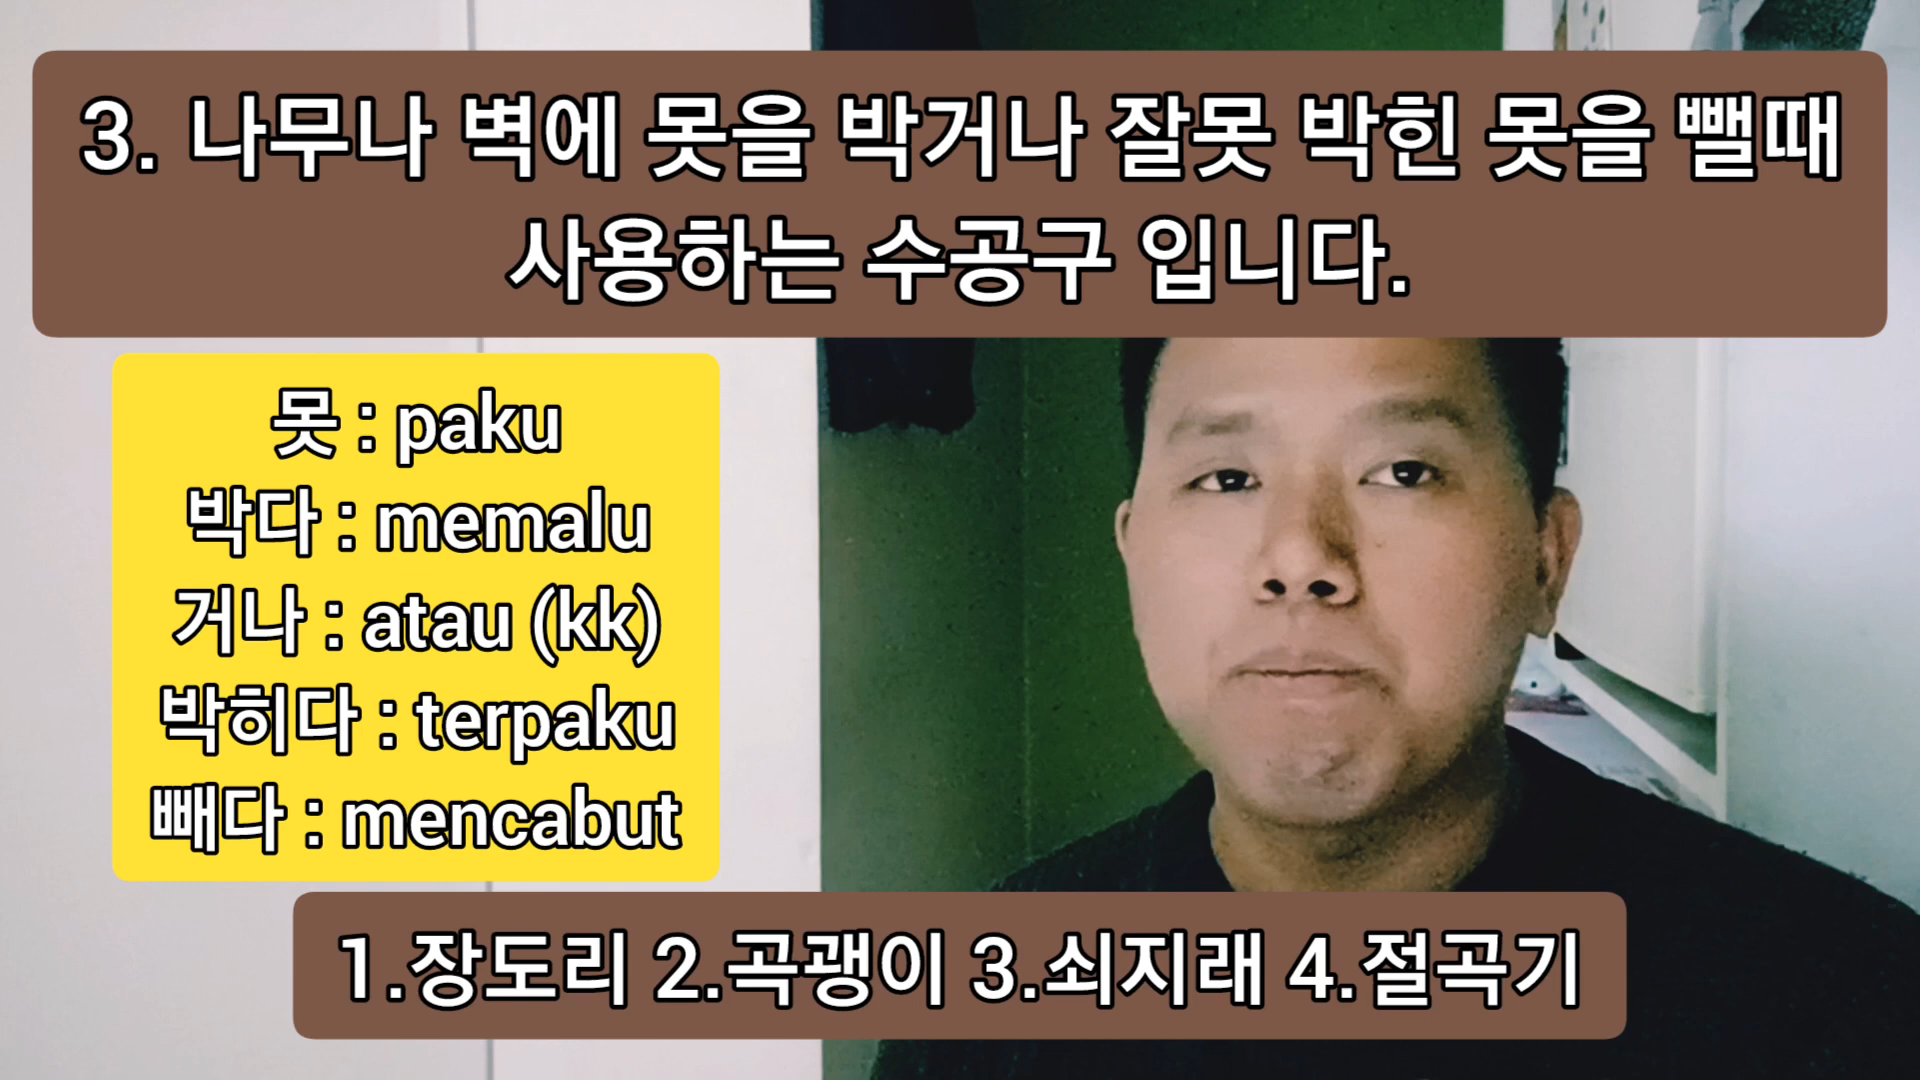 3. 나무나 벽에 못을 박거나 잘못 박힌 못을 뺄때
사용하는 수공구 입니다.
못 : paku
박다 : memalu
거나 : atau (kk)
박히다 : terpaku
빼다 : mencabut
1.장도리 2.곡괭이 3.쇠지래 4.절곡기